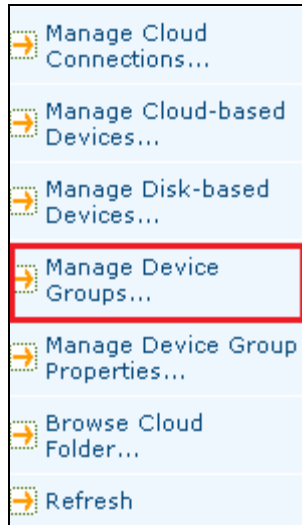 Manage Cloud
Connections...
Manage Cloud-based
Devices...
Manage Disk-based
Devices...
Manage Device
Groups...
Manage Device Group
Properties...
Browse Cloud
Folder...
Refresh